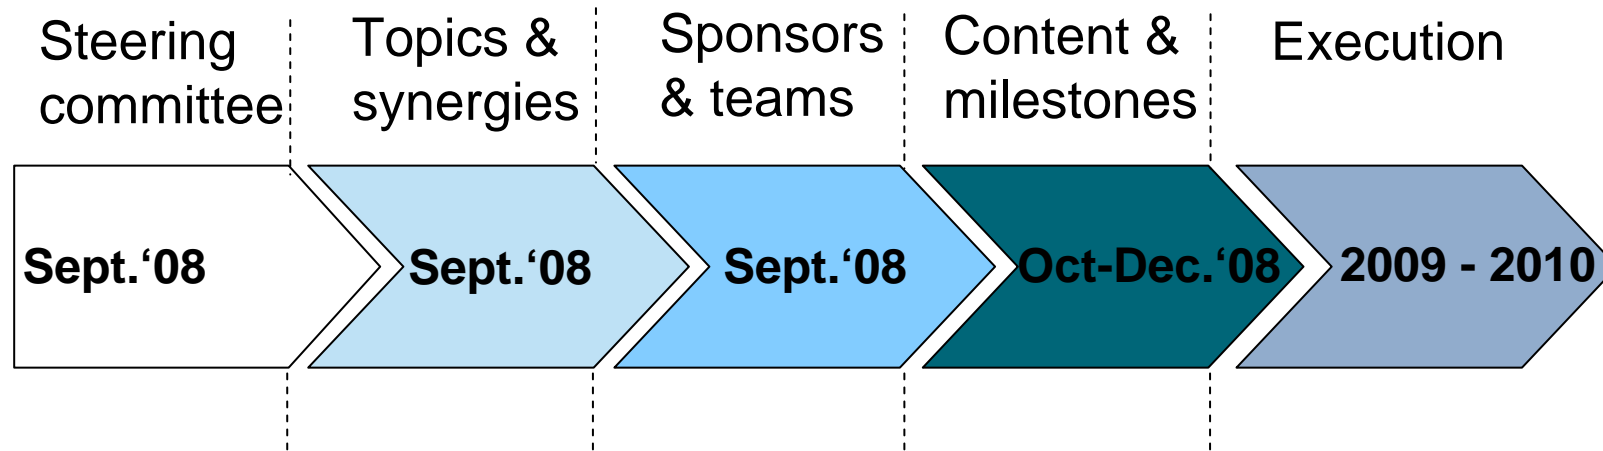 Steering
committee
Topics &
synergies
Sponsors
& teams
Content &
milestones
Execution
Sept.‘08
Sept.‘08
Sept.‘08
Oct-Dec.‘08
2009 - 2010